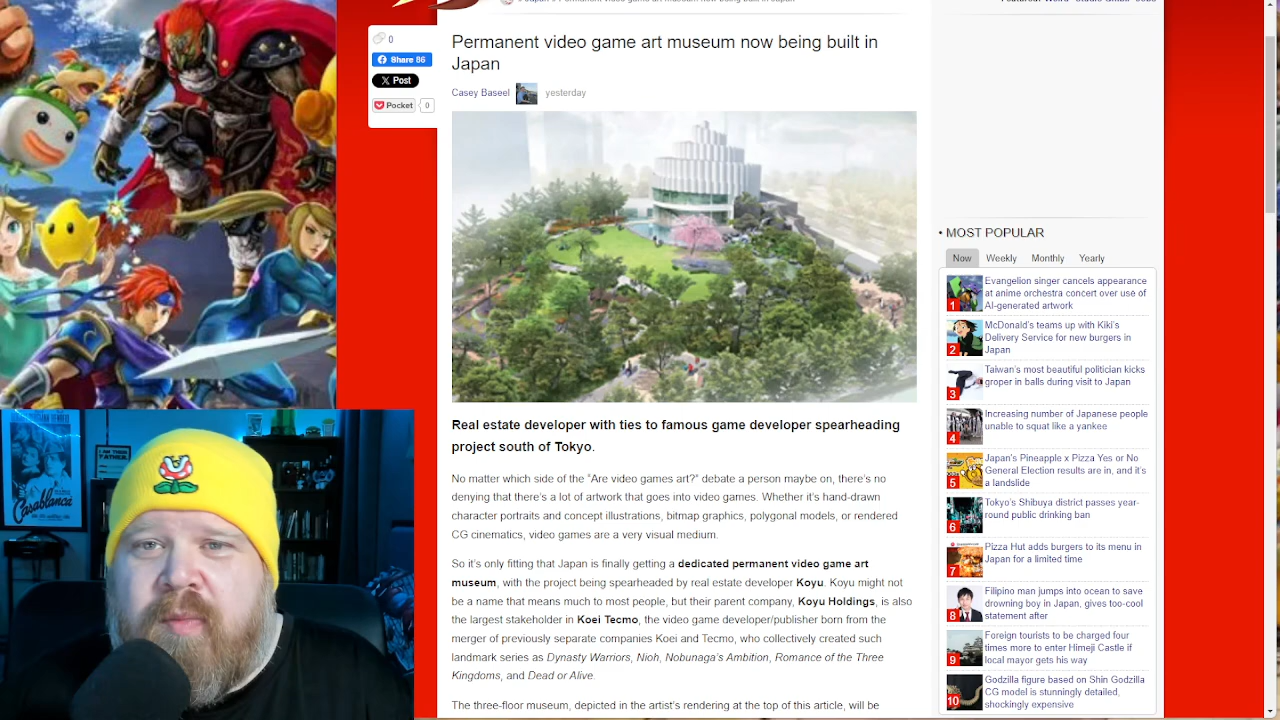 0
Share 86
X Post
Pocket
0
Permanent video game art museum now being built in
Japan
Casey Baseel
yesterday
Real estate developer with ties to famous game developer spearheading
project south of Tokyo.
No matter which side of the "Are video games art?" debate a person maybe on, there's no
denying that there's a lot of artwork that goes into video games. Whether it's hand-drawn
character portraits and concept illustrations, bitmap graphics, polygonal models, or rendered
CG cinematics, video games are a very visual medium.
So it's only fitting that Japan is finally getting a dedicated permanent video game art
museum, with the project being spearheaded by real estate developer Koyu. Koyu might not
be a name that means much to most people, but their parent company, Koyu Holdings, is also
the largest stakeholder in Koei Tecmo, the video game developer/publisher born from the
merger of previously separate companies Koei and Tecmo, who collectively created such
landmark series as Dynasty Warriors, Nioh, Nobunaga's Ambition, Romance of the Three
Kingdoms, and Dead or Alive.
The three-floor museum, depicted in the artist's rendering at the top of this article, will be
• MOST POPULAR
Now Weekly Monthly Yearly
1
Evangelion singer cancels appearance
at anime orchestra concert over use of
AI-generated artwork
2
McDonald's teams up with Kiki's
Delivery Service for new burgers in
Japan
3
Taiwan's most beautiful politician kicks
groper in balls during visit to Japan
4
Increasing number of Japanese people
unable to squat like a yankee
5
Japan's Pineapple x Pizza Yes or No
General Election results are in, and it's
a landslide
6
Tokyo's Shibuya district passes year-
round public drinking ban
7
Pizza Hut adds burgers to its menu in
Japan for a limited time
8
Filipino man jumps into ocean to save
drowning boy in Japan, gives too-cool
statement after
9
Foreign tourists to be charged four
times more to enter Himeji Castle if
local mayor gets his way
10
Godzilla figure based on Shin Godzilla
CG model is stunningly detailed,
shockingly expensive
Casablanca
I AM YOUR
FATHER.